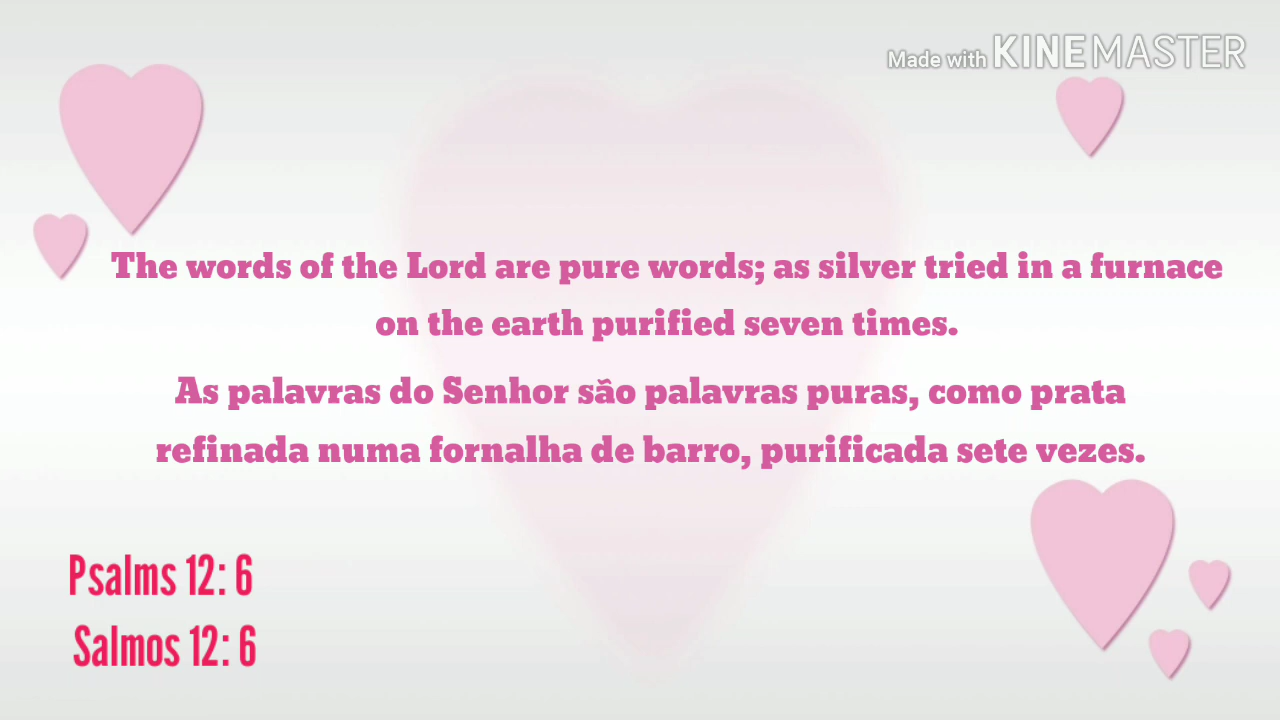 Made with KINEMASTER
The words of the Lord are pure words; as silver tried in a furnace
on the earth purified seven times.
As palavras do Senhor são palavras puras, como prata
refinada numa fornalha de barro, purificada sete vezes.
Psalms 12: 6
Salmos 12: 6